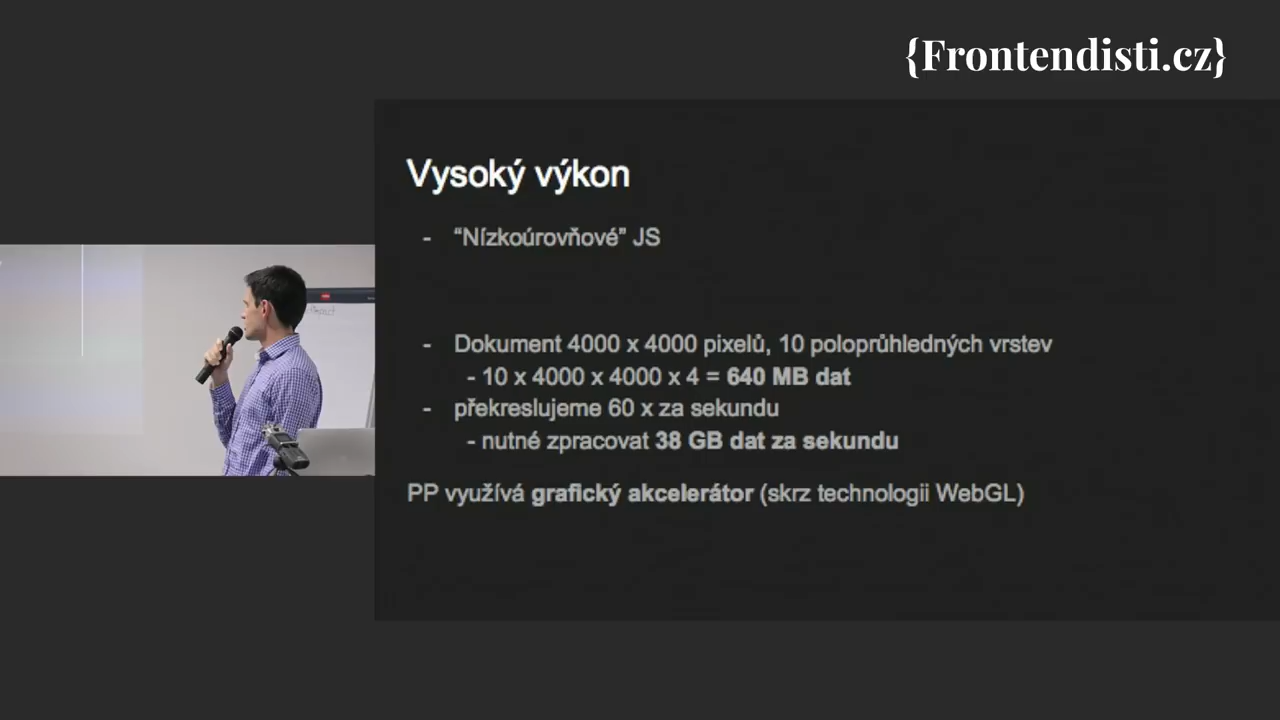 {Frontendisti.cz}
Vysoký výkon
- “Nízkoúrovňové” JS
- Dokument 4000 x 4000 pixelů, 10 poloprůhledných vrstev
- 10 x 4000 x 4000 x 4 = 640 MB dat
- překreslujeme 60 x za sekundu
- nutné zpracovat 38 GB dat za sekundu
PP využívá grafický akcelerátor (skrz technologii WebGL)